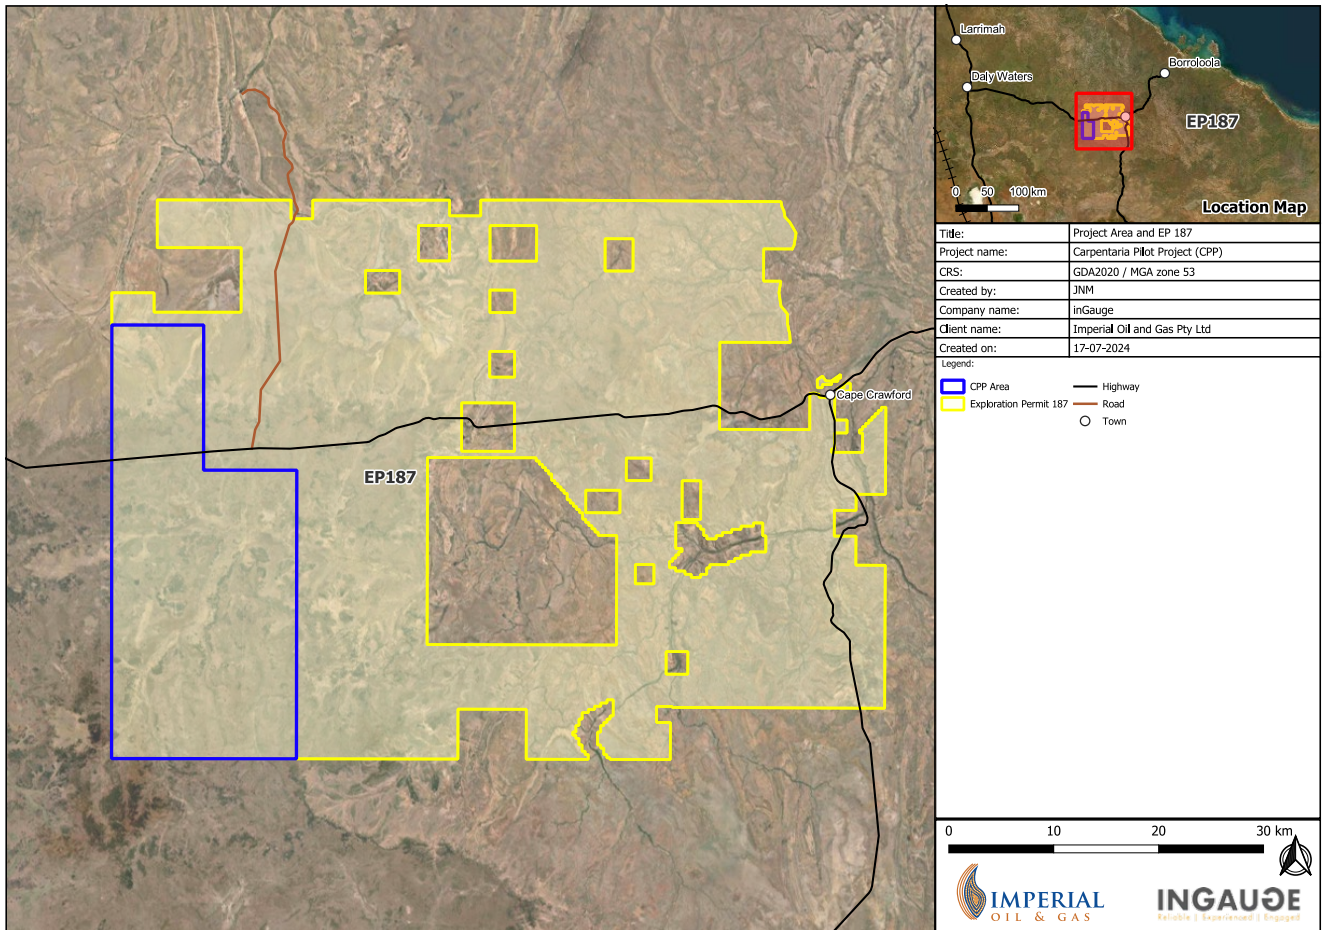 Larrimah
Daly Waters
Borroloola
EP187
0 50 100 km
Location Map
Title: Project Area and EP 187
Project name: Carpentaria Pilot Project (CPP)
CRS: GDA2020 / MGA zone 53
Created by: JNM
Company name: inGauge
Client name: Imperial Oil and Gas Pty Ltd
Created on: 17-07-2024
Legend:
CPP Area Highway
Exploration Permit 187 Road
Town
Cape Crawford
EP187
0 10 20 30 km
IMPERIAL
OIL & GAS
INGAUGE
Reliable | Experienced | Engaged